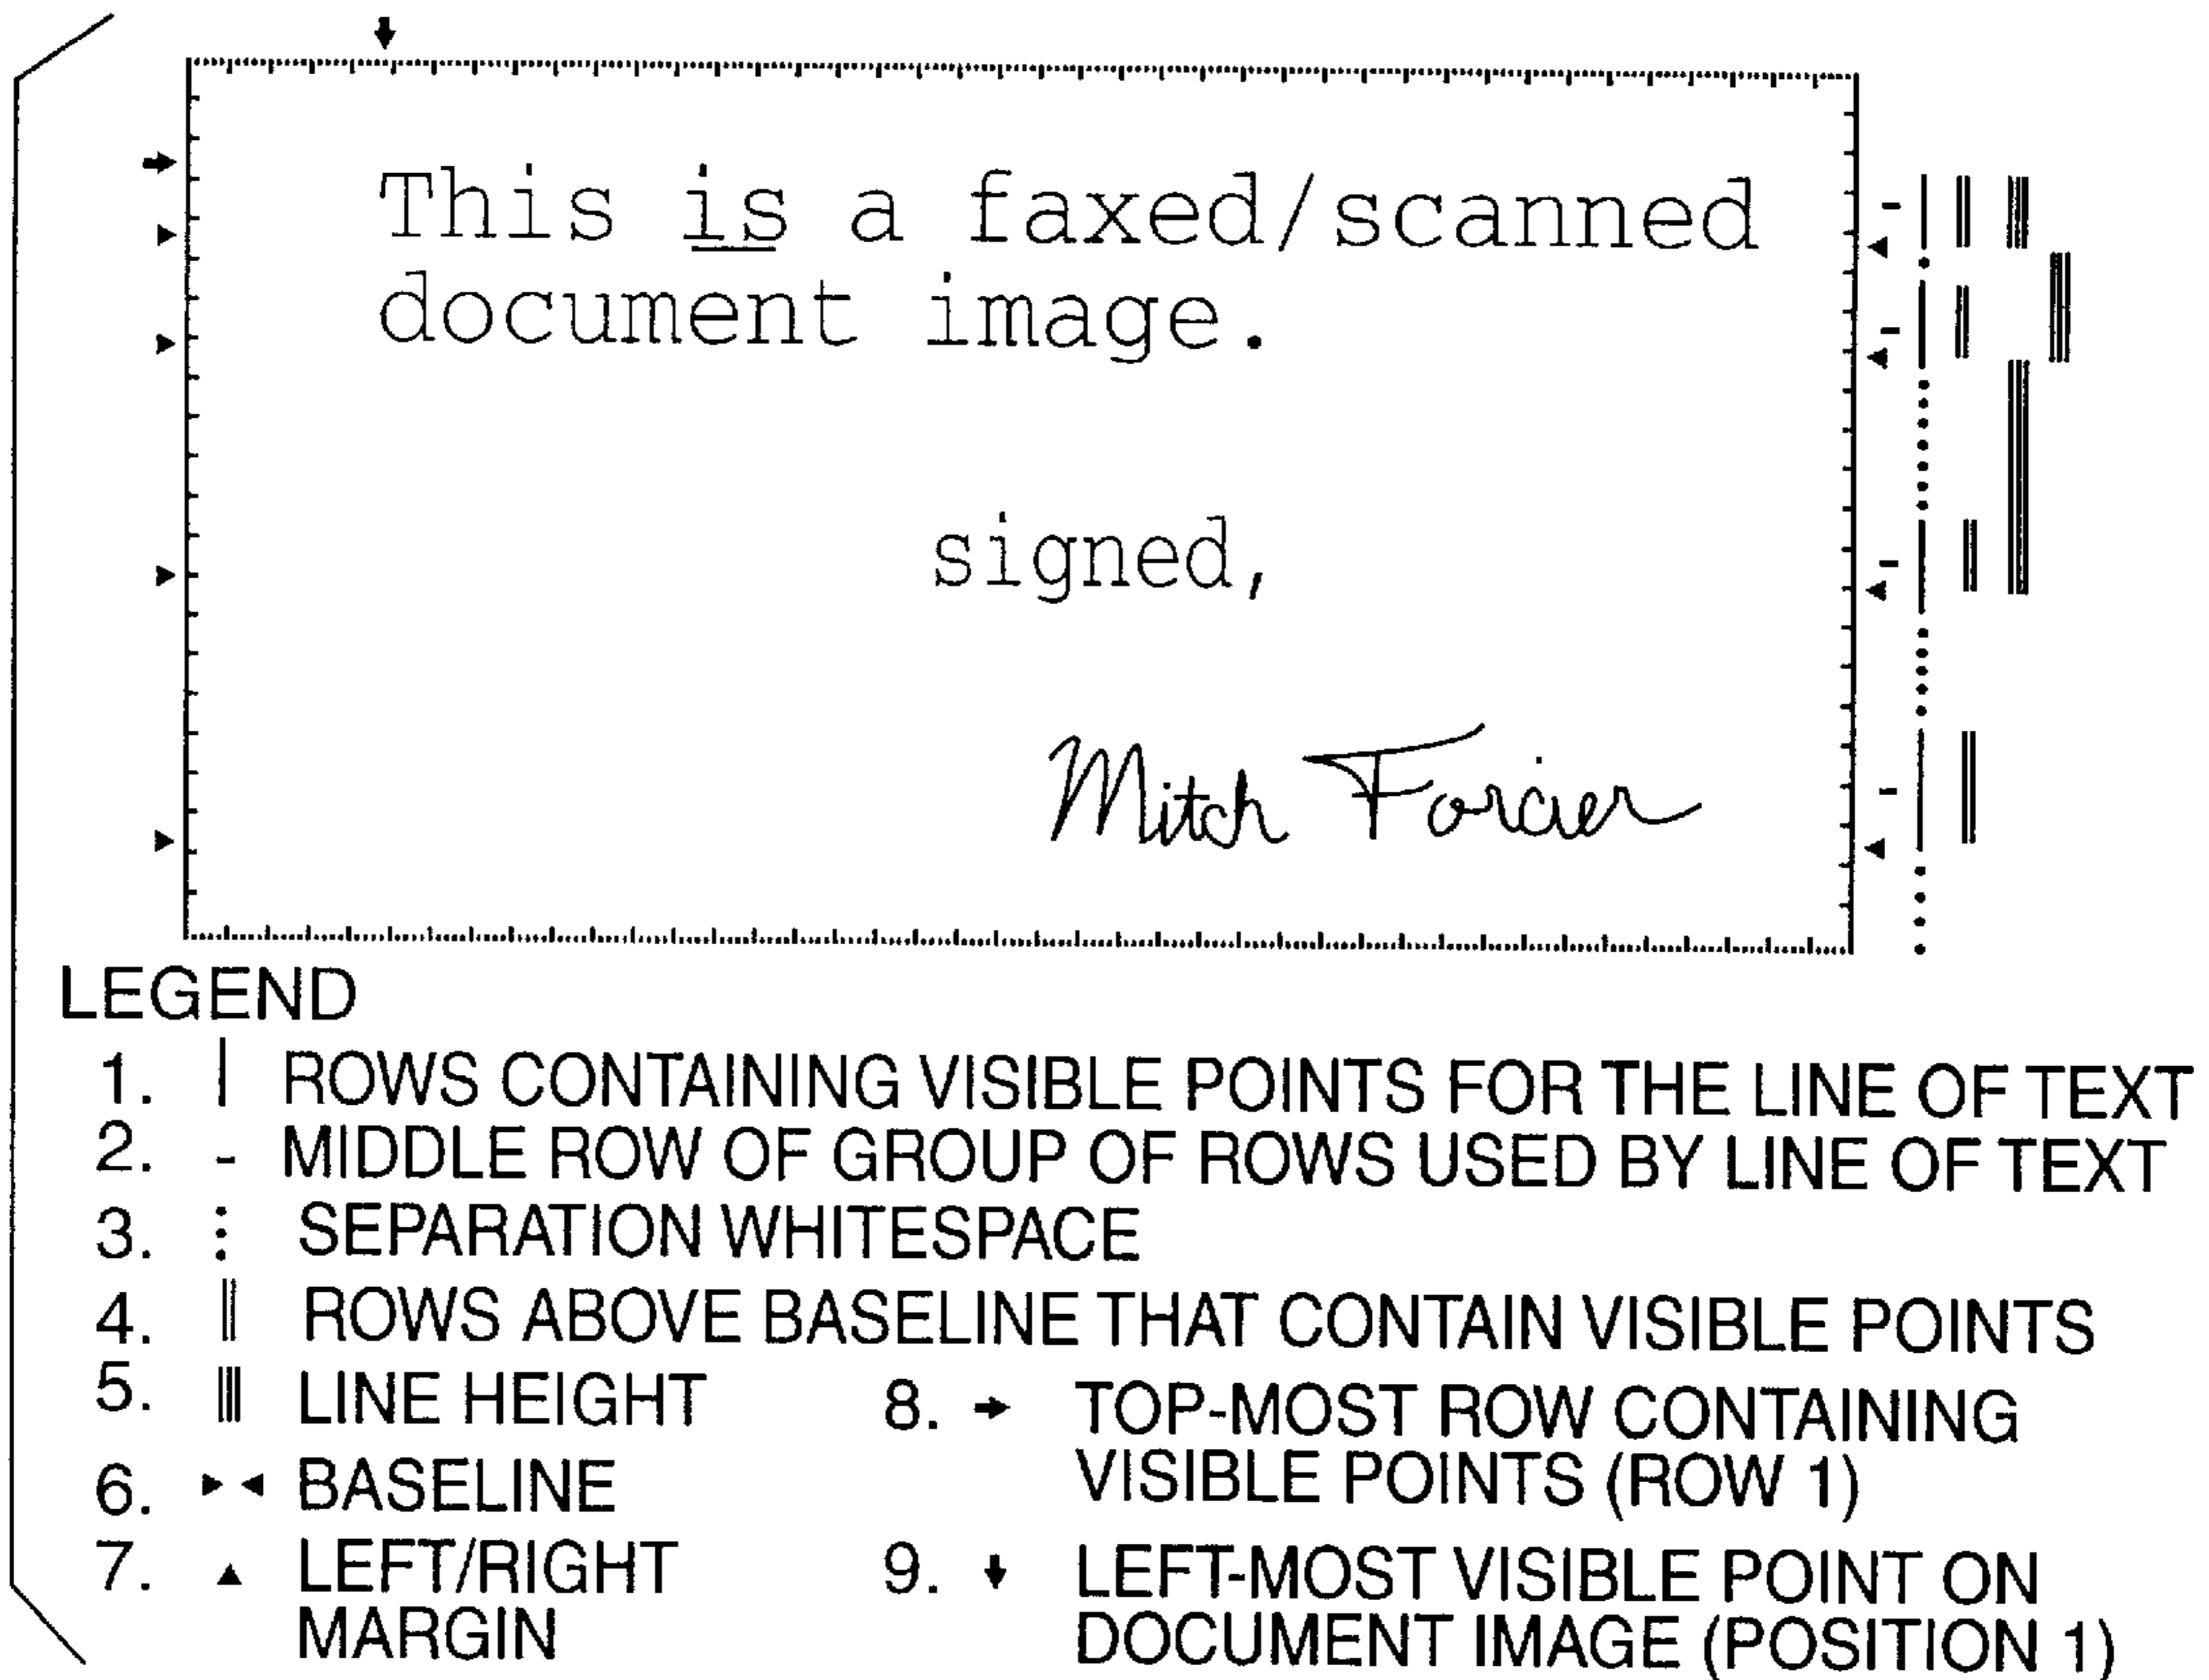 This is a faxed/scanned
document image.
signed,
Mitch Forcier
LEGEND
1. | ROWS CONTAINING VISIBLE POINTS FOR THE LINE OF TEXT
2. - MIDDLE ROW OF GROUP OF ROWS USED BY LINE OF TEXT
3. ⋮ SEPARATION WHITESPACE
4. || ROWS ABOVE BASELINE THAT CONTAIN VISIBLE POINTS
5. ||| LINE HEIGHT
6. ▸ ◂ BASELINE
7. ▲ LEFT/RIGHT
MARGIN
8. → TOP-MOST ROW CONTAINING
VISIBLE POINTS (ROW 1)
9. ↓ LEFT-MOST VISIBLE POINT ON
DOCUMENT IMAGE (POSITION 1)